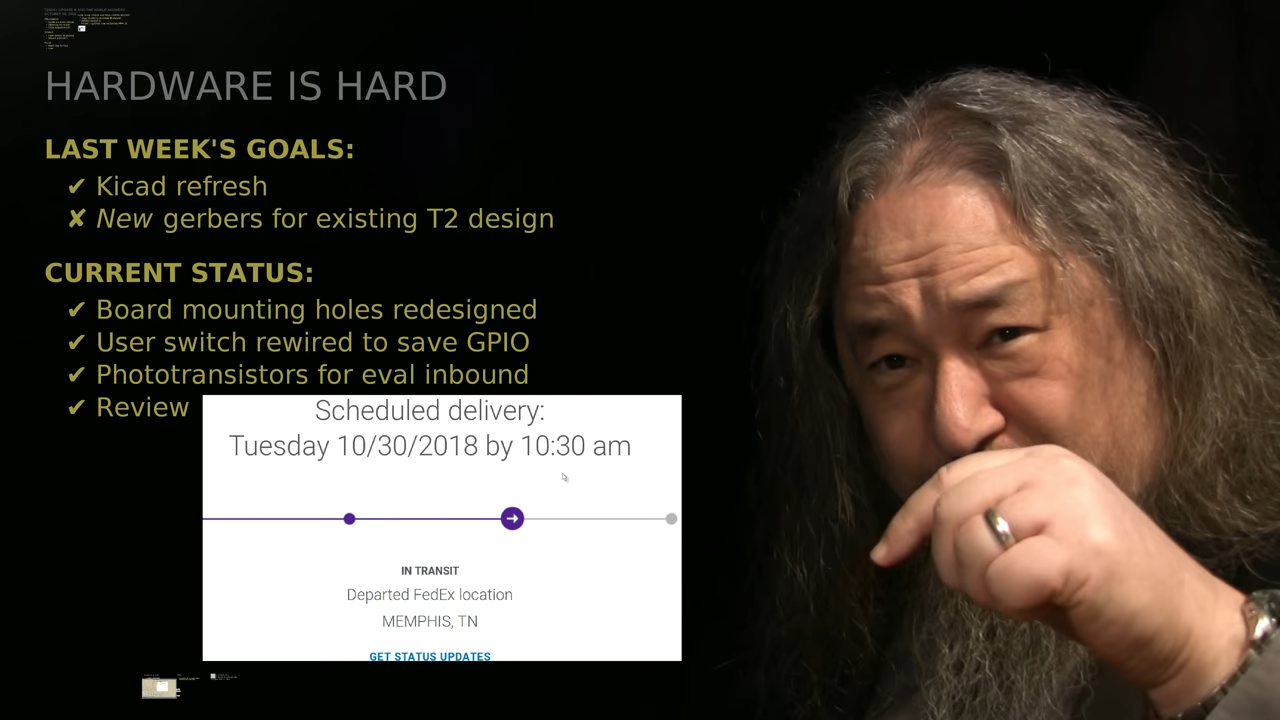 HARDWARE IS HARD
LAST WEEK'S GOALS:
✔ Kicad refresh
✘ New gerbers for existing T2 design
CURRENT STATUS:
✔ Board mounting holes redesigned
✔ User switch rewired to save GPIO
✔ Phototransistors for eval inbound
✔ Review
Scheduled delivery:
Tuesday 10/30/2018 by 10:30 am
IN TRANSIT
Departed FedEx location
MEMPHIS, TN
GET STATUS UPDATES